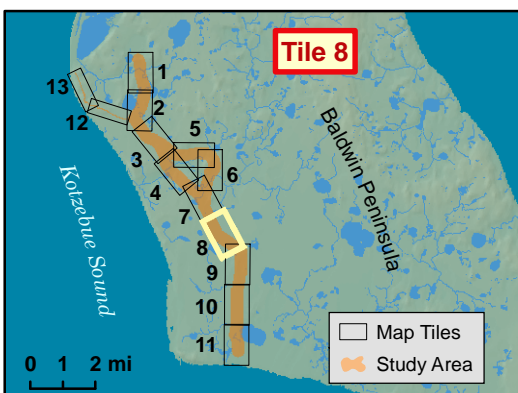 Tile 8
13
1
12
2
5
3
4
6
7
8
9
10
11
Kotzebue Sound
Baldwin Peninsula
Map Tiles
Study Area
0 1 2 mi